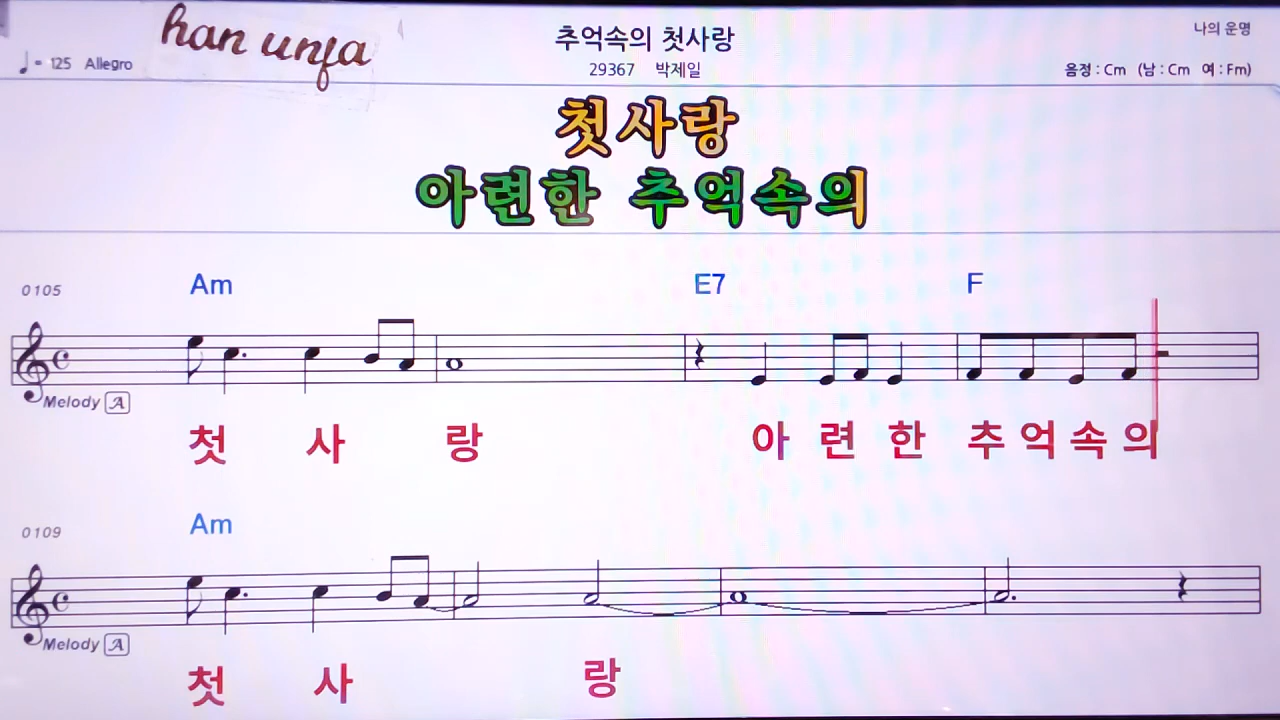 han unfa
추억속의 첫사랑
나의 운명
♩= 125 Allegro
29367 박제일
음정 : Cm (남 : Cm 여 : Fm)
첫사랑
아련한 추억속의
0105
Am E7 F
Melody A
첫 사 랑 아 련 한 추 억 속 의
0109
Am
Melody A
첫 사 랑